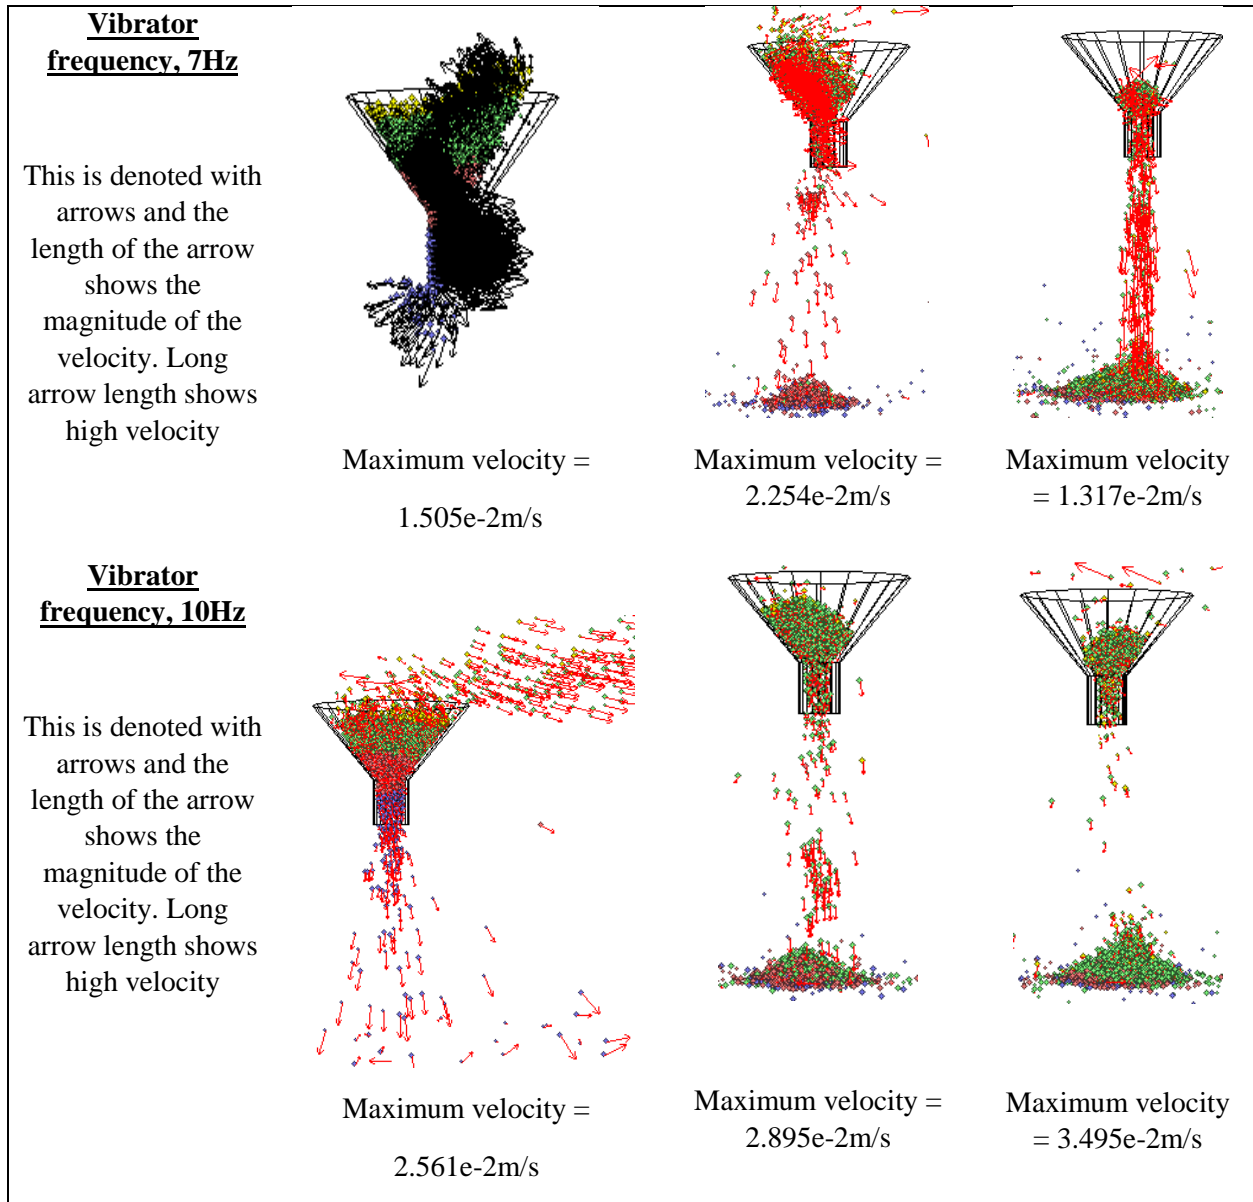 Vibrator
frequency, 7Hz
This is denoted with
arrows and the
length of the arrow
shows the
magnitude of the
velocity. Long
arrow length shows
high velocity
Maximum velocity =
1.505e-2m/s
Maximum velocity =
2.254e-2m/s
Maximum velocity
= 1.317e-2m/s
Vibrator
frequency, 10Hz
This is denoted with
arrows and the
length of the arrow
shows the
magnitude of the
velocity. Long
arrow length shows
high velocity
Maximum velocity =
2.561e-2m/s
Maximum velocity =
2.895e-2m/s
Maximum velocity
= 3.495e-2m/s